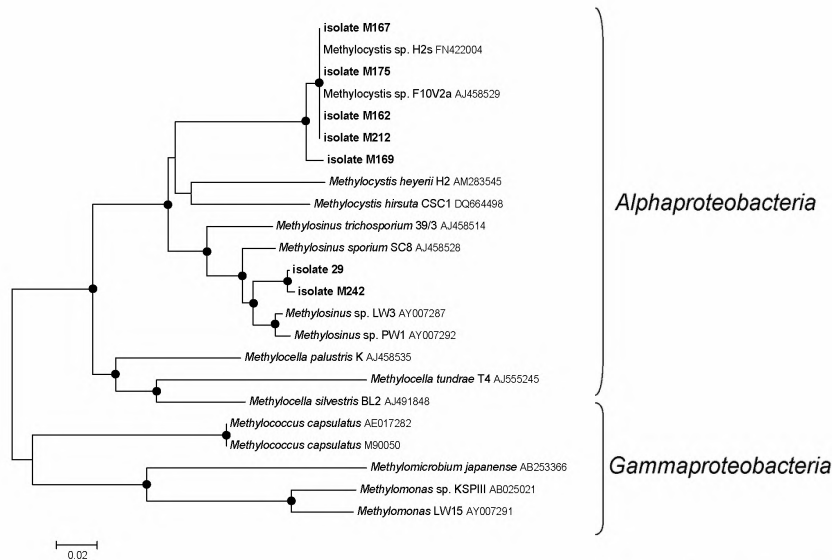 isolate M167
Methylocystis sp. H2s FN422004
isolate M175
Methylocystis sp. F10V2a AJ458529
isolate M162
isolate M212
isolate M169
Methylocystis heyerii H2 AM283545
Methylocystis hirsuta CSC1 DQ664498
Methylosinus trichosporium 39/3 AJ458514
Methylosinus sporium SC8 AJ458528
isolate 29
isolate M242
Methylosinus sp. LW3 AY007287
Methylosinus sp. PW1 AY007292
Methylocella palustris K AJ458535
Methylocella tundrae T4 AJ555245
Methylocella silvestris BL2 AJ491848
Alphaproteobacteria
Methylococcus capsulatus AE017282
Methylococcus capsulatus M90050
Methylomicrobium japanense AB253366
Methylomonas sp. KSPIII AB025021
Methylomonas LW15 AY007291
Gammaproteobacteria
0.02